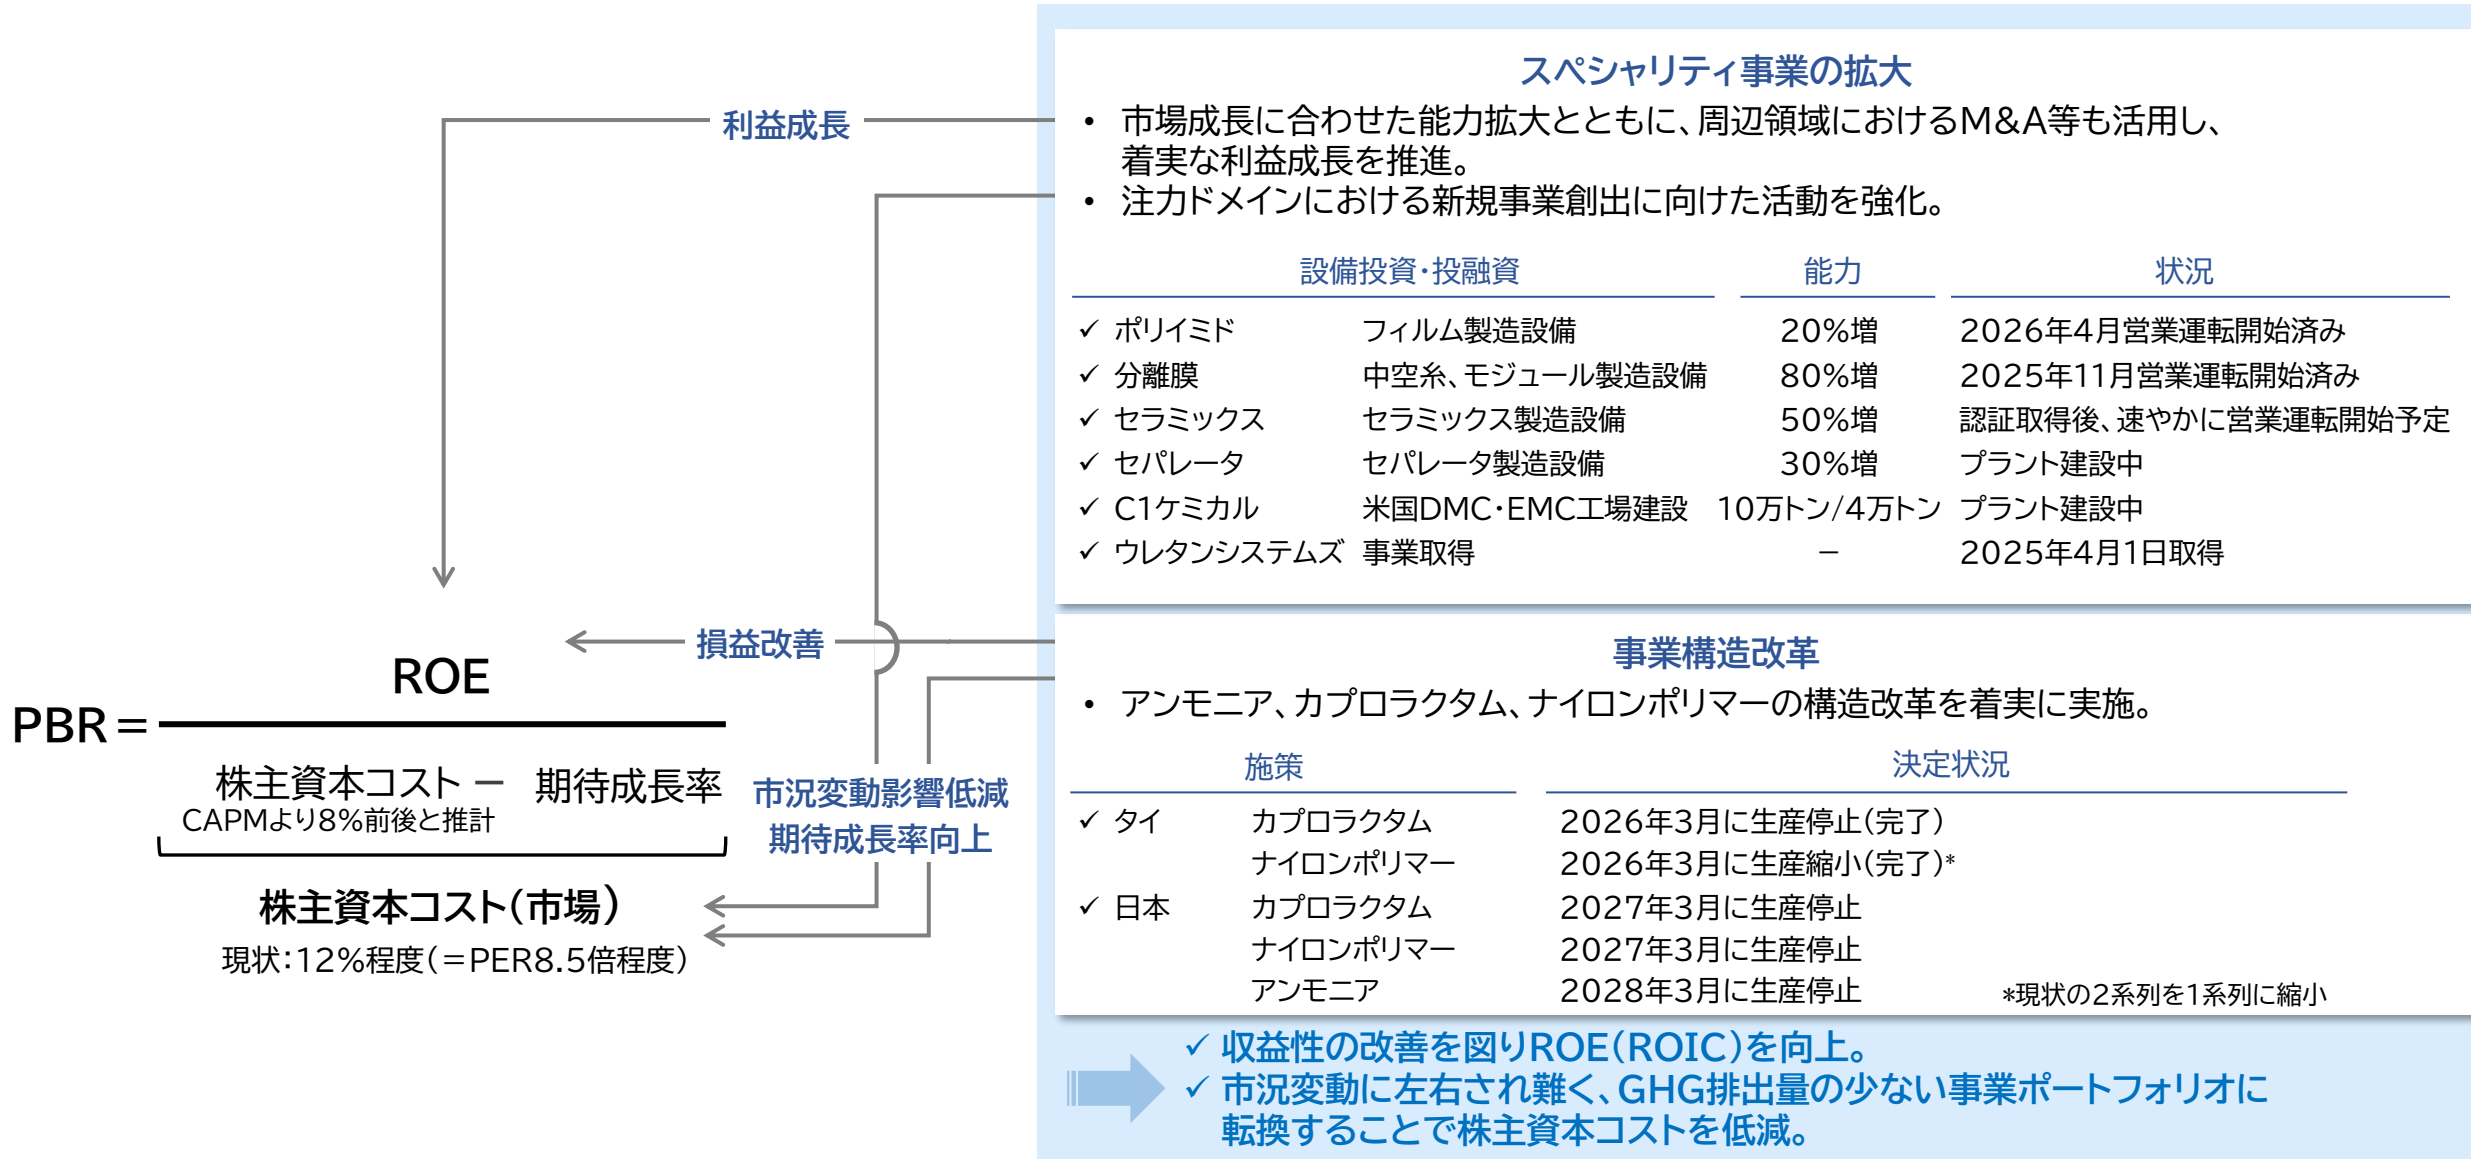 利益成長
損益改善
ROE
PBR＝
株主資本コスト － 期待成長率
CAPMより8％前後と推計
市況変動影響低減
期待成長率向上
株主資本コスト（市場）
現状：12％程度（＝PER8.5倍程度）
スペシャリティ事業の拡大
• 市場成長に合わせた能力拡大とともに、周辺領域におけるM&A等も活用し、
着実な利益成長を推進。
• 注力ドメインにおける新規事業創出に向けた活動を強化。
設備投資・投融資 能力 状況
✓ ポリイミド フィルム製造設備 20％増 2026年4月営業運転開始済み
✓ 分離膜 中空糸、モジュール製造設備 80％増 2025年11月営業運転開始済み
✓ セラミックス セラミックス製造設備 50％増 認証取得後、速やかに営業運転開始予定
✓ セパレータ セパレータ製造設備 30％増 プラント建設中
✓ C1ケミカル 米国DMC・EMC工場建設 10万トン/4万トン プラント建設中
✓ ウレタンシステムズ 事業取得 － 2025年4月1日取得
事業構造改革
• アンモニア、カプロラクタム、ナイロンポリマーの構造改革を着実に実施。
施策 決定状況
✓ タイ カプロラクタム 2026年3月に生産停止（完了）
ナイロンポリマー 2026年3月に生産縮小（完了）*
✓ 日本 カプロラクタム 2027年3月に生産停止
ナイロンポリマー 2027年3月に生産停止
アンモニア 2028年3月に生産停止 *現状の2系列を1系列に縮小
✓ 収益性の改善を図りROE（ROIC）を向上。
✓ 市況変動に左右され難く、GHG排出量の少ない事業ポートフォリオに
転換することで株主資本コストを低減。